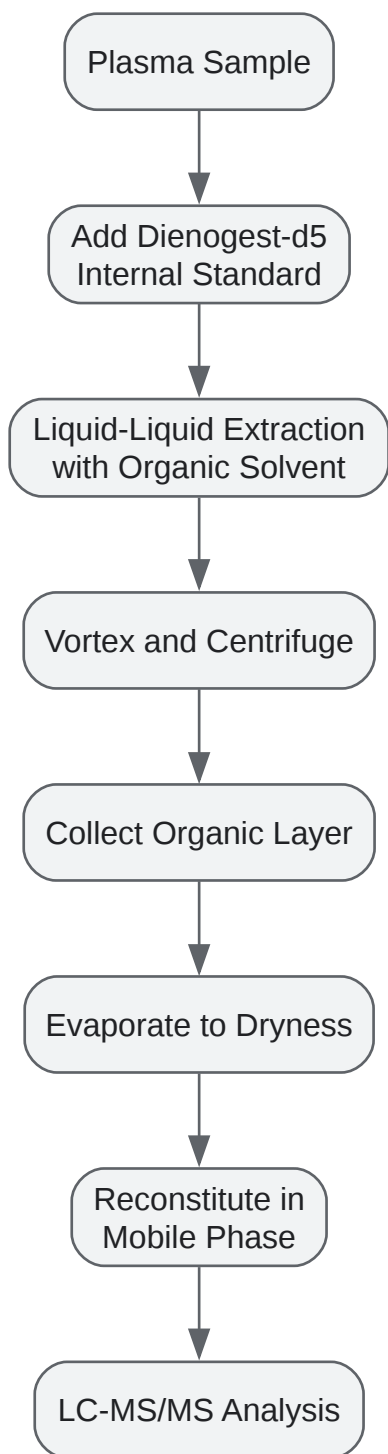 Plasma Sample
Add Dienogest-d5
Internal Standard
Liquid-Liquid Extraction
with Organic Solvent
Vortex and Centrifuge
Collect Organic Layer
Evaporate to Dryness
Reconstitute in
Mobile Phase
LC-MS/MS Analysis